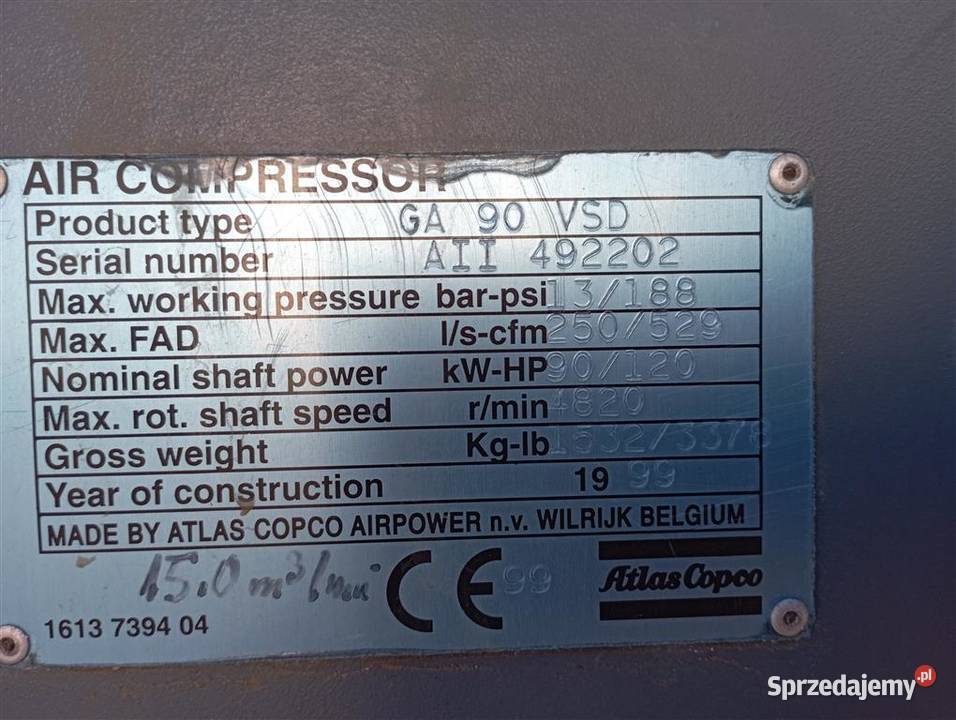 AIR COMPRESSOR
Product type GA 90 VSD
Serial number AII 492202
Max. working pressure bar-psi 13/188
Max. FAD l/s-cfm 250/529
Nominal shaft power kW-HP 90/120
Max. rot. shaft speed r/min 4820
Gross weight Kg-lb 1532/3378
Year of construction 19 99
MADE BY ATLAS COPCO AIRPOWER n.v. WILRIJK BELGIUM
15.0 m³/min CE 99 Atlas Copco
1613 7394 04
Sprzedajemy.pl